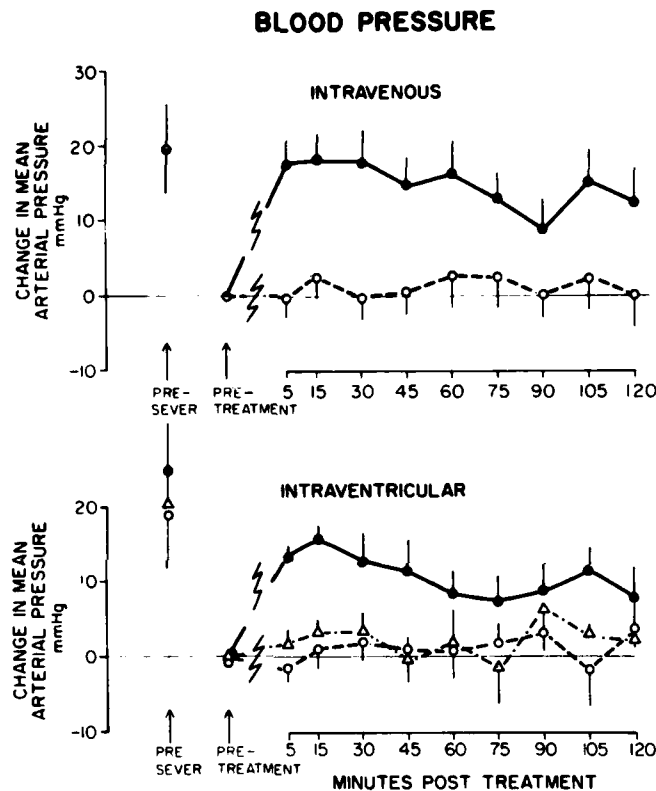 BLOOD PRESSURE
INTRAVENOUS
CHANGE IN MEAN
ARTERIAL PRESSURE
mmHg
30
20
10
0
-10
PRE-
SEVER
PRE-
TREATMENT
5 15 30 45 60 75 90 105 120
INTRAVENTRICULAR
CHANGE IN MEAN
ARTERIAL PRESSURE
mmHg
20
10
0
-10
PRE
SEVER
PRE-
TREATMENT
5 15 30 45 60 75 90 105 120
MINUTES POST TREATMENT